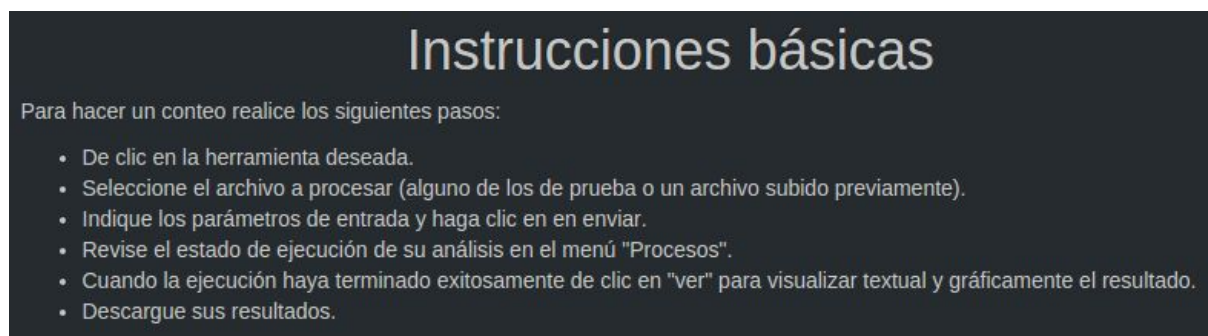 Instrucciones básicas
Para hacer un conteo realice los siguientes pasos:
• De clic en la herramienta deseada.
• Seleccione el archivo a procesar (alguno de los de prueba o un archivo subido previamente).
• Indique los parámetros de entrada y haga clic en en enviar.
• Revise el estado de ejecución de su análisis en el menú "Procesos".
• Cuando la ejecución haya terminado exitosamente de clic en "ver" para visualizar textual y gráficamente el resultado.
• Descargue sus resultados.